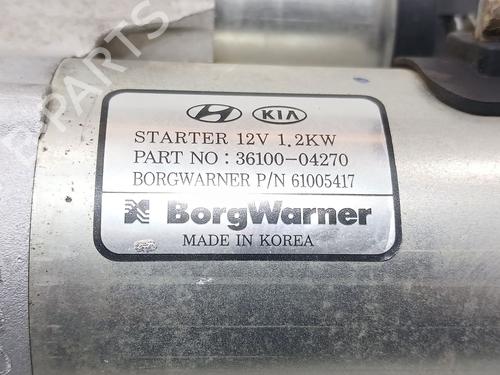 B-PARTS
HYUNDAI KIA
STARTER 12V 1.2KW
PART NO : 36100-04270
BORGWARNER P/N 61005417
BorgWarner
MADE IN KOREA